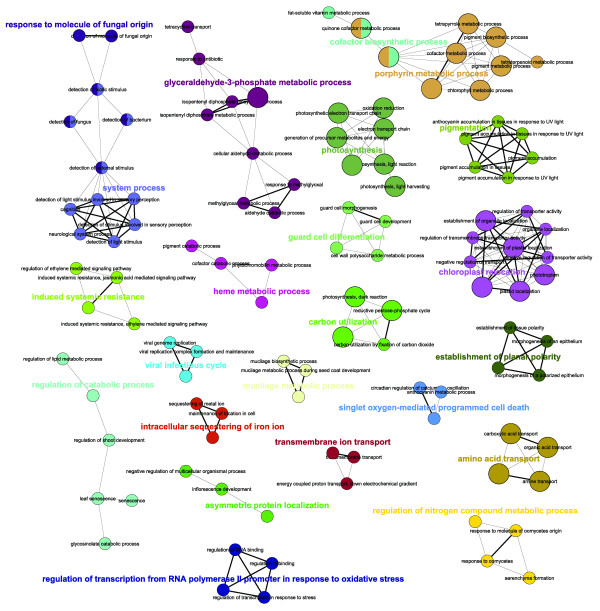 response to molecule of fungal origin
of fungal origin
detection of biotic stimulus
detection of fungus
detection of bacterium
detection of external stimulus
system process
detection of light stimulus involved in sensory perception
detection of stimulus involved in sensory perception
neurological system process
detection of light stimulus
regulation of ethylene mediated signaling pathway
induced systemic resistance, jasmonic acid mediated signaling pathway
induced systemic resistance
induced systemic resistance, ethylene mediated signaling pathway
regulation of lipid metabolic process
regulation of catabolic process
regulation of shoot development
leaf senescence
senescence
glycosinolate catabolic process
tetracycline transport
response to antibiotic
glyceraldehyde-3-phosphate metabolic process
isopentenyl diphosphate biosynthetic process
isopentenyl diphosphate metabolic process
cellular aldehyde metabolic process
response to methylglyoxal
methylglyoxal metabolic process
aldehyde catabolic process
pigment catabolic process
cofactor catabolic process
heme metabolic process
viral genome replication
viral replication complex formation and maintenance
viral infectious cycle
mucilage biosynthetic process
mucilage metabolic process during seed coat development
mucilage metabolic process
sequestering of metal ion
maintenance of location in cell
intracellular sequestering of iron ion
negative regulation of multicellular organismal process
inflorescence development
asymmetric protein localization
regulation of RNA binding
regulation of binding
regulation of transcription from RNA polymerase II promoter in response to oxidative stress
regulation of transcription in response to stress
fat-soluble vitamin metabolic process
quinone cofactor metabolic process
cofactor biosynthetic process
tetrapyrrole metabolic process
pigment biosynthetic process
cofactor metabolic process
pigment metabolic process
tetraterpenoid metabolic process
porphyrin metabolic process
chlorophyll metabolic process
oxidation reduction
photosynthetic electron transport chain
electron transport chain
generation of precursor metabolites and energy
photosynthesis
photosynthesis, light reaction
photosynthesis, light harvesting
anthocyanin accumulation in tissues in response to UV light
pigmentation
pigment accumulation in tissues in response to UV light
pigment accumulation
pigment accumulation in tissues
pigment accumulation in response to UV light
guard cell morphogenesis
guard cell development
guard cell differentiation
cell wall polysaccharide metabolic process
regulation of transporter activity
establishment of organelle localization
organelle localization
regulation of transmembrane transporter activity
establishment of plastid localization
negative regulation of transporter activity
chloroplast relocation
phototropism
plastid localization
photosynthesis, dark reaction
reductive pentose-phosphate cycle
carbon utilization
carbon utilization by fixation of carbon dioxide
establishment of tissue polarity
morphogenesis of an epithelium
establishment of planar polarity
morphogenesis of a polarized epithelium
circadian regulation of calcium ion oscillation
singlet oxygen-mediated programmed cell death
transmembrane ion transport
transport
energy coupled proton transport, down electrochemical gradient
carboxylic acid transport
organic acid transport
amino acid transport
amine transport
regulation of nitrogen compound metabolic process
response to molecule of oomycetes origin
response to oomycetes
aerenchyma formation